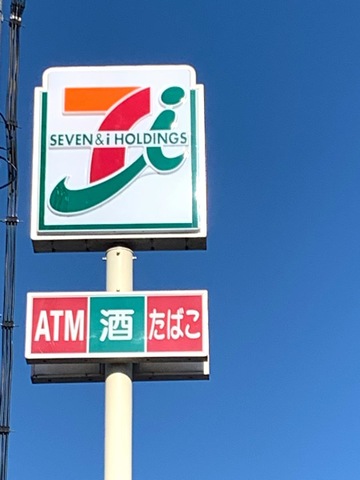 SEVEN & i HOLDINGS
ATM 酒 たばこ